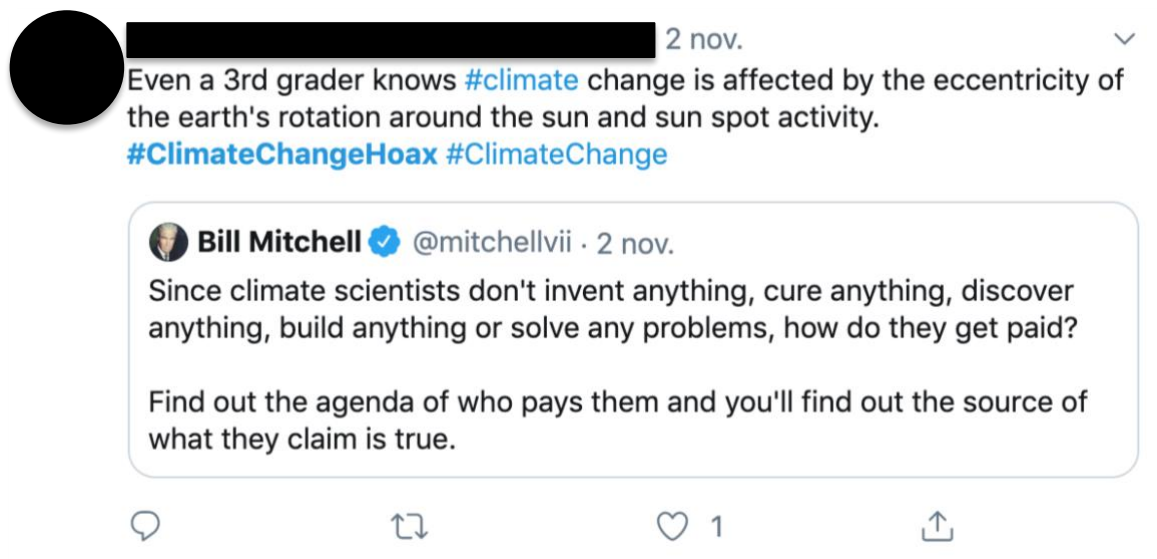 2 nov.
Even a 3rd grader knows #climate change is affected by the eccentricity of
the earth's rotation around the sun and sun spot activity.
#ClimateChangeHoax #ClimateChange
Bill Mitchell @mitchellvii · 2 nov.
Since climate scientists don't invent anything, cure anything, discover
anything, build anything or solve any problems, how do they get paid?
Find out the agenda of who pays them and you'll find out the source of
what they claim is true.
1